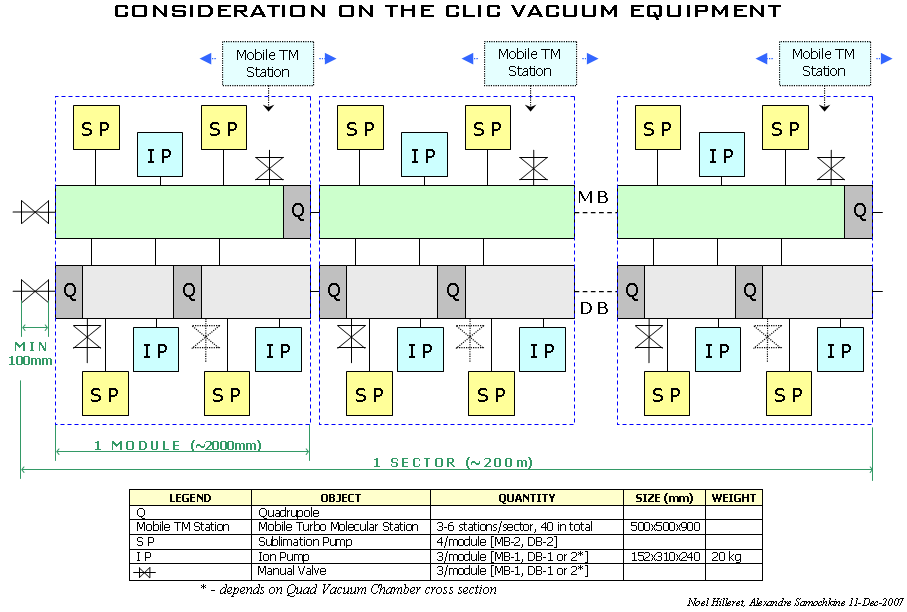 CONSIDERATION ON THE CLIC VACUUM EQUIPMENT
Mobile TM
Station
Mobile TM
Station
Mobile TM
Station
S P
I P
S P
S P
I P
S P
S P
I P
S P
Q
MB
Q
Q
Q
Q
Q
DB
Q
Q
MIN
100mm
I P
I P
I P
I P
I P
I P
S P
S P
S P
S P
S P
S P
1 MODULE (~2000mm)
1 SECTOR (~200m)
LEGEND OBJECT QUANTITY SIZE (mm) WEIGHT
Q Quadrupole
Mobile TM Station Mobile Turbo Molecular Station 3-6 stations/sector, 40 in total 500x500x900
S P Sublimation Pump 4/module [MB-2, DB-2]
I P Ion Pump 3/module [MB-1, DB-1 or 2*] 152x310x240 20 kg
Manual Valve 3/module [MB-1, DB-1 or 2*]
* - depends on Quad Vacuum Chamber cross section
Noel Hilleret, Alexandre Samochkine 11-Dec-2007